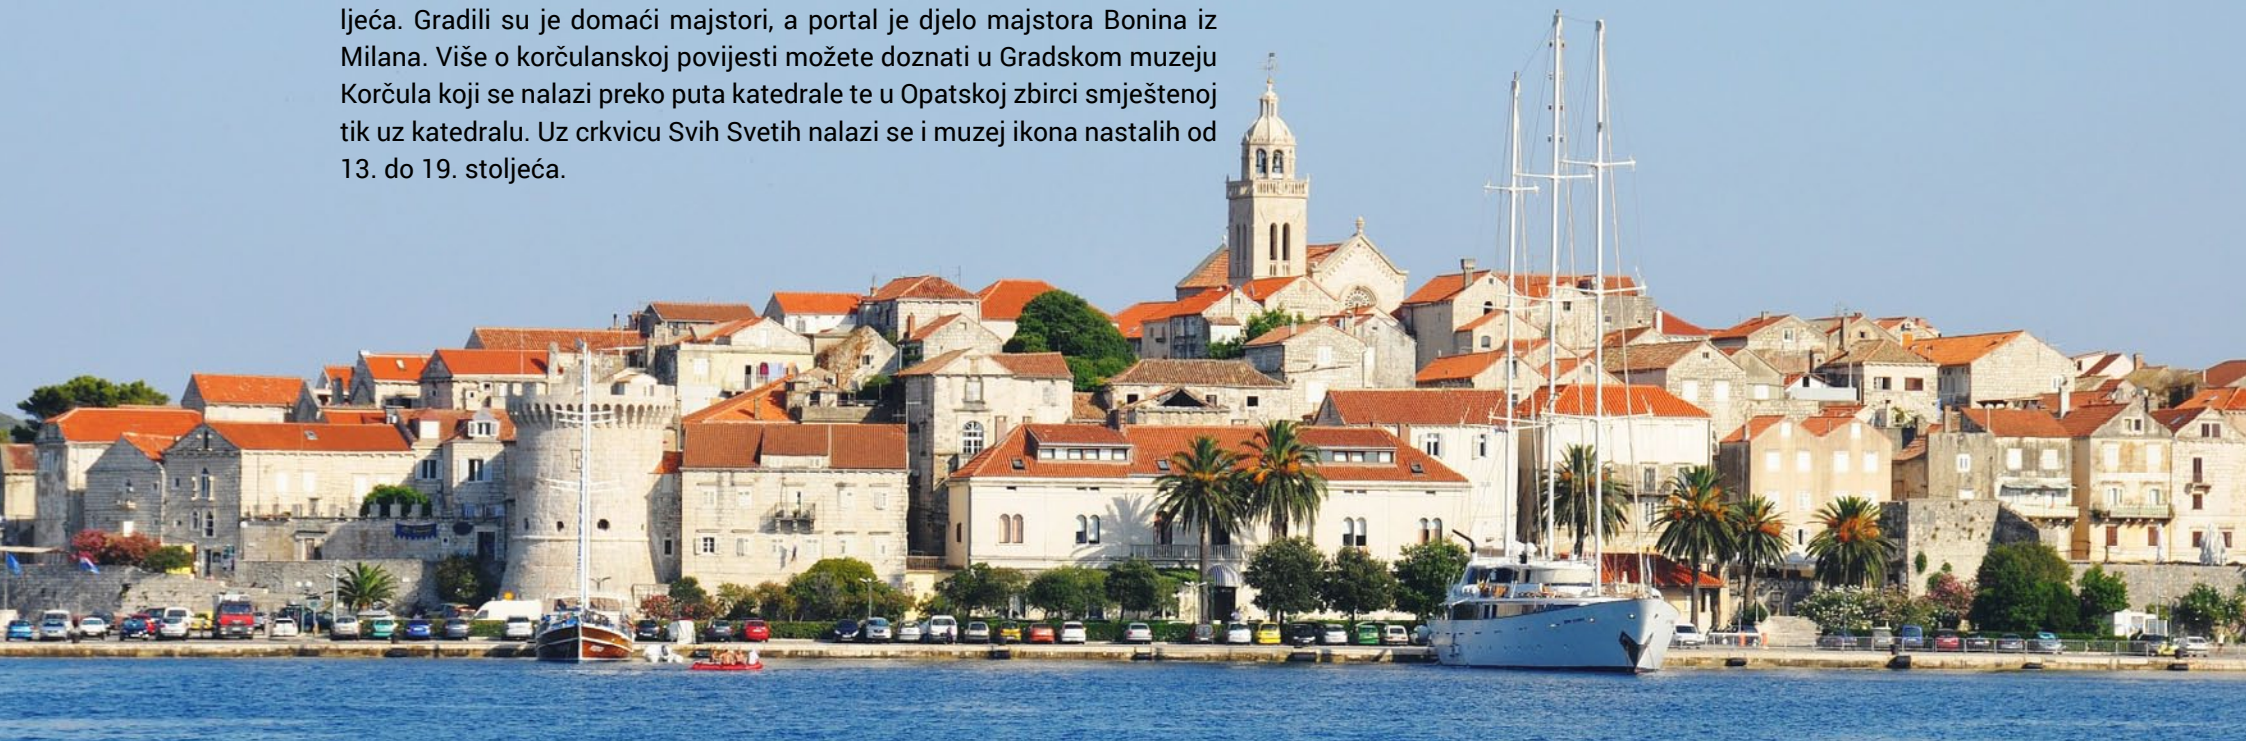 ljeća. Gradili su je domaći majstori, a portal je djelo majstora Bonina iz
Milana. Više o korčulanskoj povijesti možete doznati u Gradskom muzeju
Korčula koji se nalazi preko puta katedrale te u Opatskoj zbirci smještenoj
tik uz katedralu. Uz crkvicu Svih Svetih nalazi se i muzej ikona nastalih od
13. do 19. stoljeća.